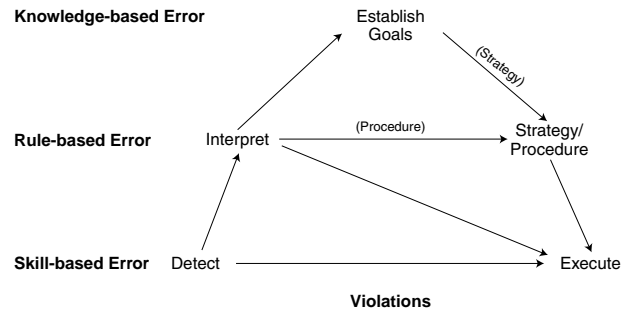 Knowledge-based Error
Establish
Goals
(Strategy)
Rule-based Error
Interpret
(Procedure)
Strategy/
Procedure
Skill-based Error
Detect
Execute
Violations